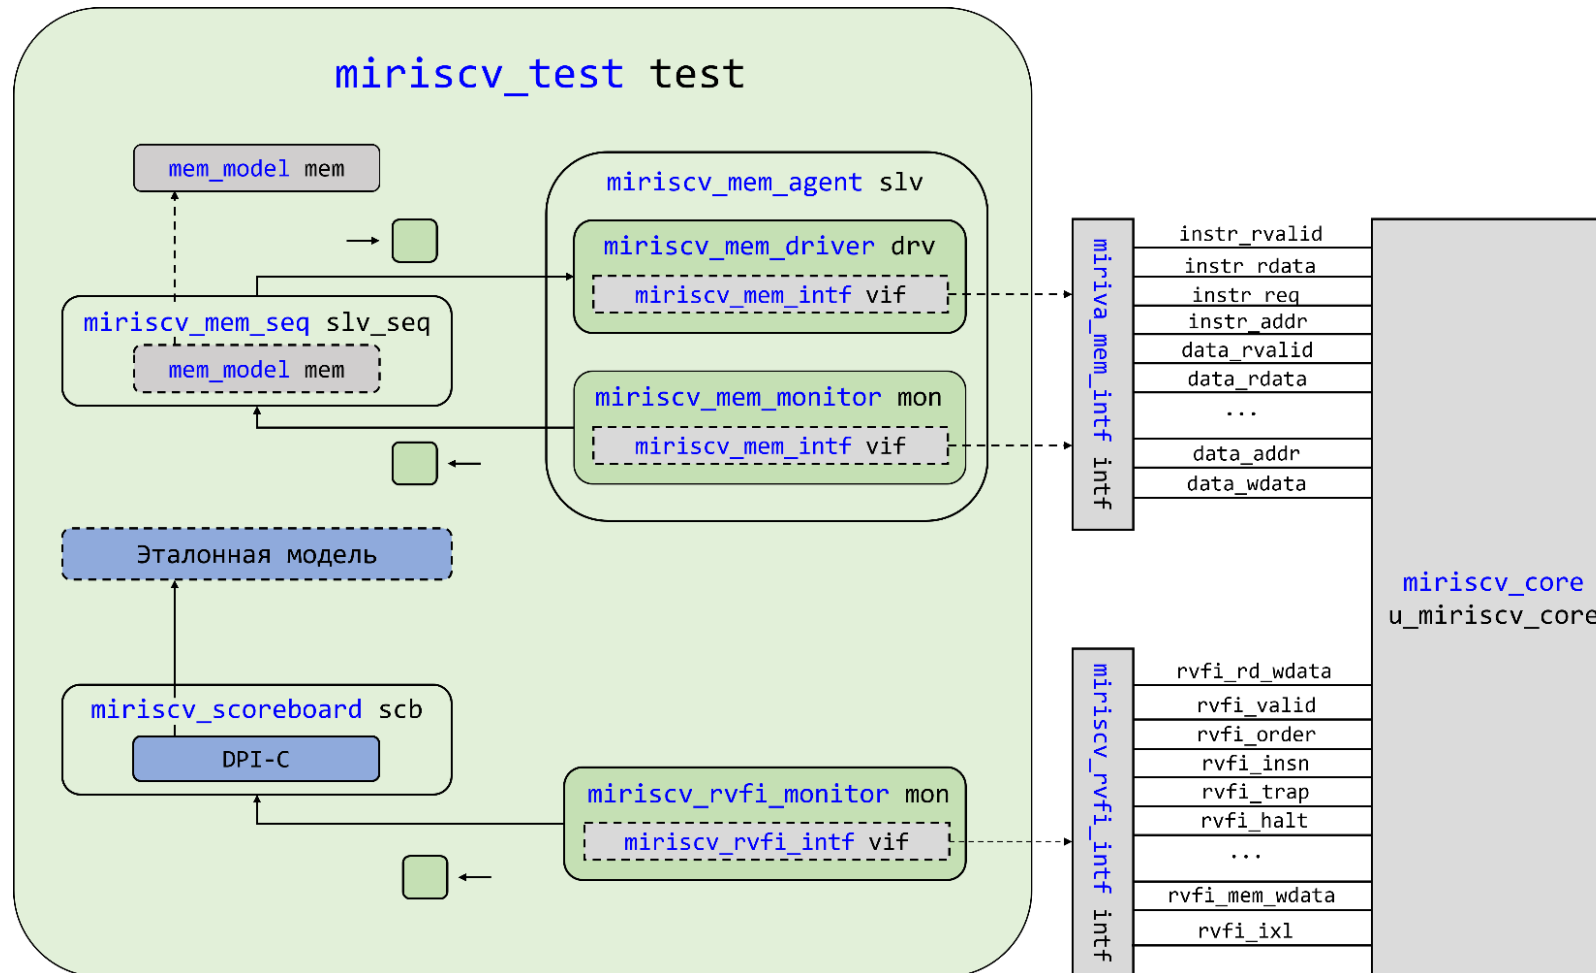 miriscv_test test
mem_model mem
miriscv_mem_agent slv
miriscv_mem_driver drv
miriscv_mem_intf vif
miriscv_mem_seq slv_seq
mem_model mem
miriscv_mem_monitor mon
miriscv_mem_intf vif
Эталонная модель
miriscv_scoreboard scb
DPI-C
miriscv_rvfi_monitor mon
miriscv_rvfi_intf vif
miriva_mem_intf intf
instr_rvalid
instr_rdata
instr_req
instr_addr
data_rvalid
data_rdata
...
data_addr
data_wdata
miriscv_rvfi_intf intf
rvfi_rd_wdata
rvfi_valid
rvfi_order
rvfi_insn
rvfi_trap
rvfi_halt
...
rvfi_mem_wdata
rvfi_ixl
miriscv_core
u_miriscv_core